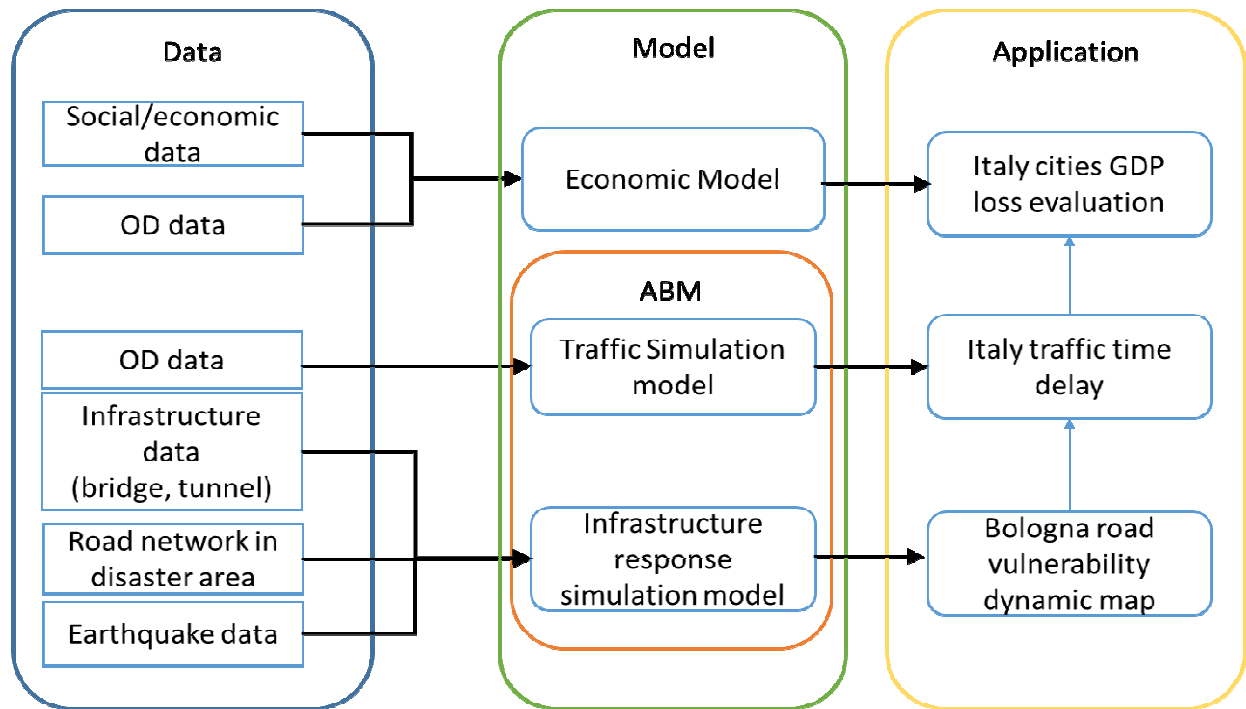 Data
Social/economic
data
OD data
OD data
Infrastructure
data
(bridge, tunnel)
Road network in
disaster area
Earthquake data
Model
Economic Model
ABM
Traffic Simulation
model
Infrastructure
response
simulation model
Application
Italy cities GDP
loss evaluation
Italy traffic time
delay
Bologna road
vulnerability
dynamic map